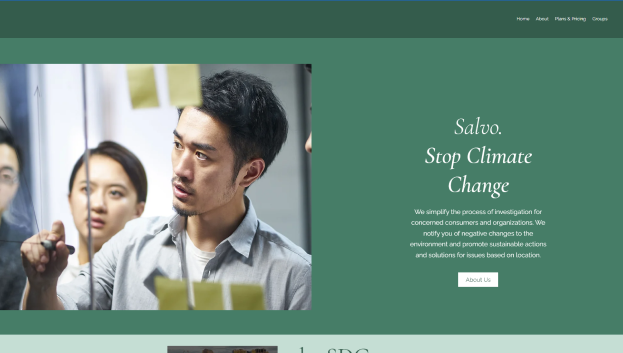 Home About Plans & Pricing Groups
Salvo.
Stop Climate
Change
We simplify the process of investigation for
concerned consumers and organizations. We
notify you of negative changes to the
environment and promote sustainable actions
and solutions for issues based on location.
About Us
SDG